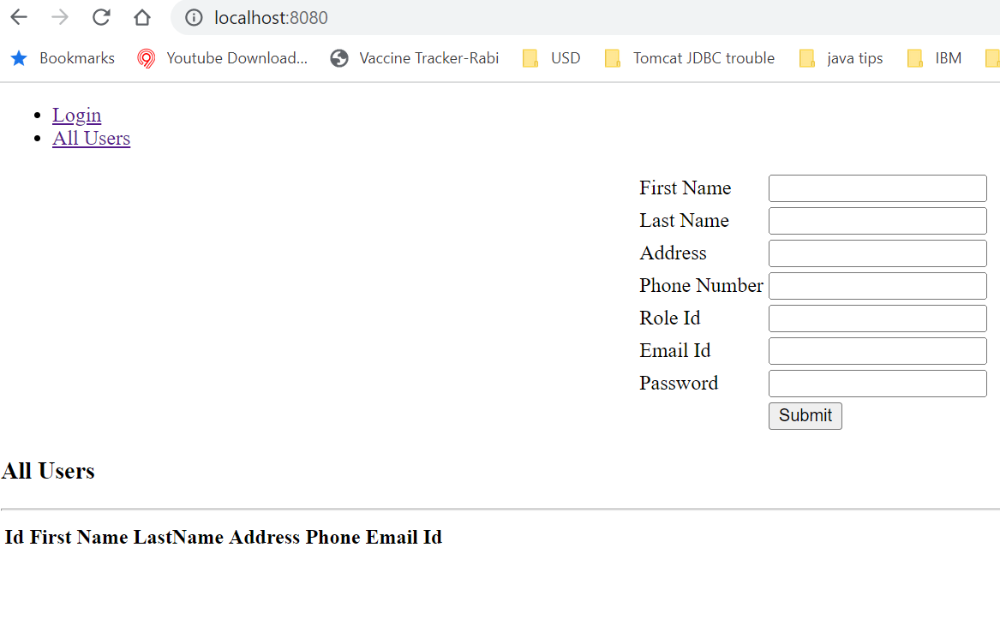 localhost:8080
Bookmarks Youtube Download... Vaccine Tracker-Rabi USD Tomcat JDBC trouble java tips IBM
Login
All Users
First Name
Last Name
Address
Phone Number
Role Id
Email Id
Password
Submit
All Users
Id First Name LastName Address Phone Email Id